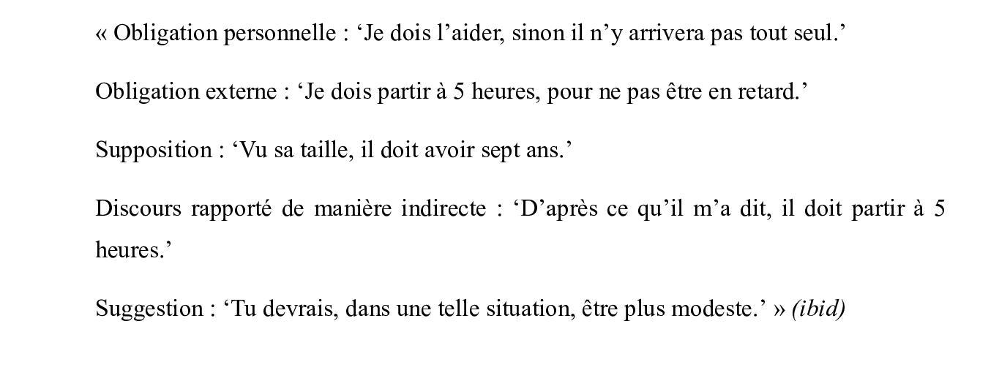 « Obligation personnelle : ‘Je dois l’aider, sinon il n’y arrivera pas tout seul.’
Obligation externe : ‘Je dois partir à 5 heures, pour ne pas être en retard.’
Supposition : ‘Vu sa taille, il doit avoir sept ans.’
Discours rapporté de manière indirecte : ‘D’après ce qu’il m’a dit, il doit partir à 5
heures.’
Suggestion : ‘Tu devrais, dans une telle situation, être plus modeste.’ » (ibid)